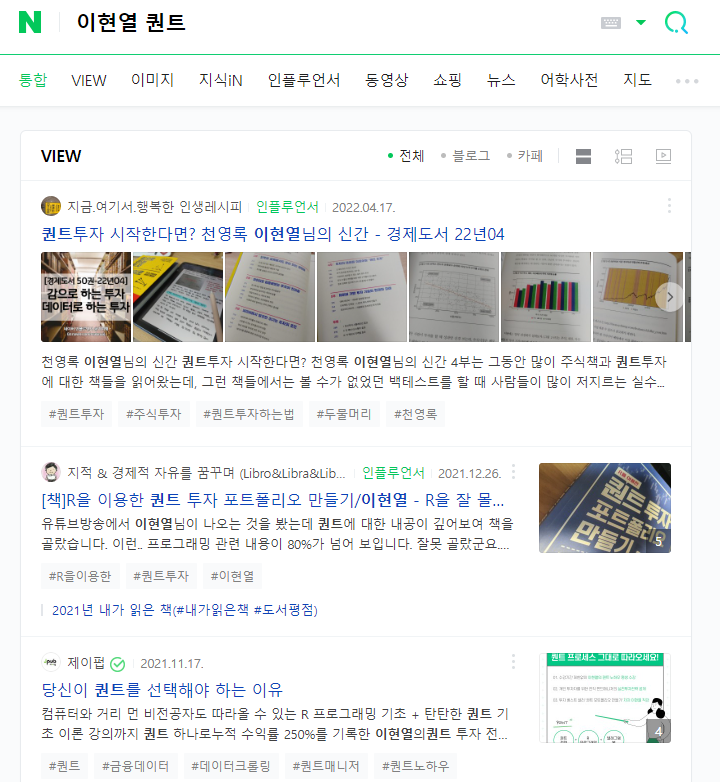 N 이현열 퀀트
통합 VIEW 이미지 지식iN 인플루언서 동영상 쇼핑 뉴스 어학사전 지도
VIEW 전체 블로그 카페
지금.여기서.행복한 인생레시피 인플루언서 2022.04.17.
퀀트투자 시작한다면? 천영록 이현열님의 신간 - 경제도서 22년04
[경제도서 50권-22년04]
감으로 하는 투자
데이터로 하는 투자
천영록 이현열님의 신간 퀀트투자 시작한다면? 천영록 이현열님의 신간 4부는 그동안 많이 주식책과 퀀트투자
에 대한 책들을 읽어왔는데, 그런 책들에서는 볼 수가 없었던 백테스트를 할 때 사람들이 많이 저지르는 실수...
#퀀트투자 #주식투자 #퀀트투자하는법 #두물머리 #천영록
지적 & 경제적 자유를 꿈꾸며 (Libro&Libra&Lib... 인플루언서 2021.12.26.
[책]R을 이용한 퀀트 투자 포트폴리오 만들기/이현열 - R을 잘 몰...
유튜브방송에서 이현열님이 나오는 것을 봤는데 퀀트에 대한 내공이 깊어보여 책을
골랐습니다. 이런.. 프로그래밍 관련 내용이 80%가 넘어 보입니다. 잘못 골랐군요....
퀀트 투자
포트폴리오
만들기
5
#R을이용한 #퀀트투자 #이현열
2021년 내가 읽은 책(#내가읽은책 #도서평점)
제이펍 2021.11.17.
당신이 퀀트를 선택해야 하는 이유
컴퓨터와 거리 먼 비전공자도 따라올 수 있는 R 프로그래밍 기초 + 탄탄한 퀀트 기
초 이론 강의까지 퀀트 하나로누적 수익률 250%를 기록한 이현열의퀀트 투자 전...
퀀트 프로세스 그대로 따라오세요!
4
#퀀트 #금융데이터 #데이터크롤링 #퀀트매니저 #퀀트노하우